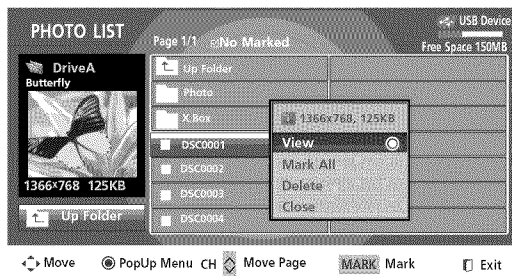 PHOTO LIST
Page 1/1 No Marked
USB Device
Free Space 150MB
DriveA
Butterfly
1366x768 125KB
Up Folder
Up Folder
Photo
X.Box
DSC0001
DSC0002
DSC0003
DSC0004
1366x768, 125KB
View
Mark All
Delete
Close
Move PopUp Menu CH Move Page MARK Mark Exit